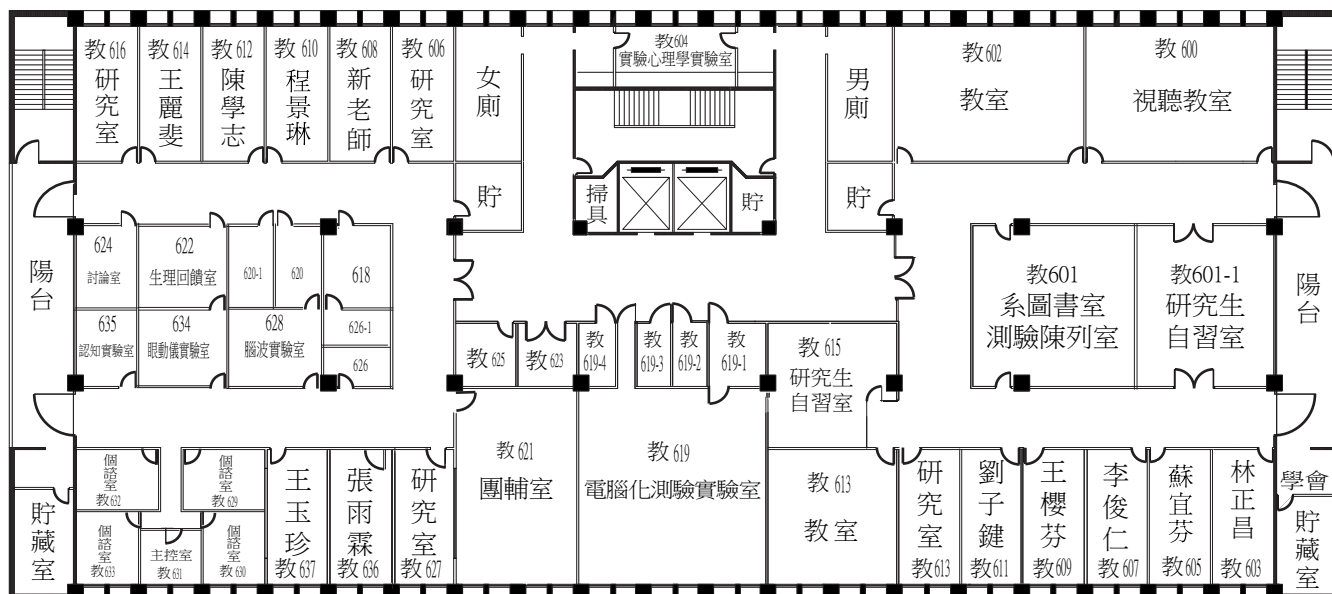 教616
研究室
教614
王麗斐
教612
陳學志
教610
程景琳
教608
新老師
教606
研究室
女廁
教604
實驗心理學實驗室
男廁
教602
教室
教600
視聽教室
貯
掃具
貯
貯
陽台
624
討論室
622
生理回饋室
620-1
620
618
635
認知實驗室
634
眼動儀實驗室
628
腦波實驗室
626-1
626
教601
系圖書室
測驗陳列室
教601-1
研究生
自習室
陽台
教625
教623
教
619-4
教
619-3
教
619-2
教
619-1
教615
研究生
自習室
個諮室
教632
個諮室
教629
個諮室
教633
主控室
教631
個諮室
教630
王玉珍
教637
張雨霖
教636
研究室
教627
教621
團輔室
教619
電腦化測驗實驗室
教613
教室
研究室
教613
劉子鍵
教611
王櫻芬
教609
李俊仁
教607
蘇宜芬
教605
林正昌
教603
學會
貯藏室
貯藏室